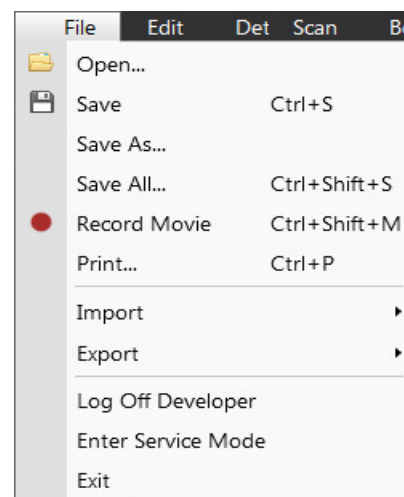 File Edit Det Scan
Open...
Save Ctrl+S
Save As...
Save All... Ctrl+Shift+S
Record Movie Ctrl+Shift+M
Print... Ctrl+P
Import
Export
Log Off Developer
Enter Service Mode
Exit